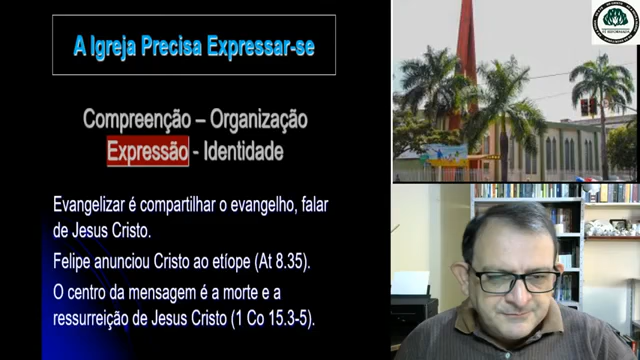 A Igreja Precisa Expressar-se
Compreenção – Organização
Expressão - Identidade
Evangelizar é compartilhar o evangelho, falar
de Jesus Cristo.
Felipe anunciou Cristo ao etíope (At 8.35).
O centro da mensagem é a morte e a
ressurreição de Jesus Cristo (1 Co 15.3-5).